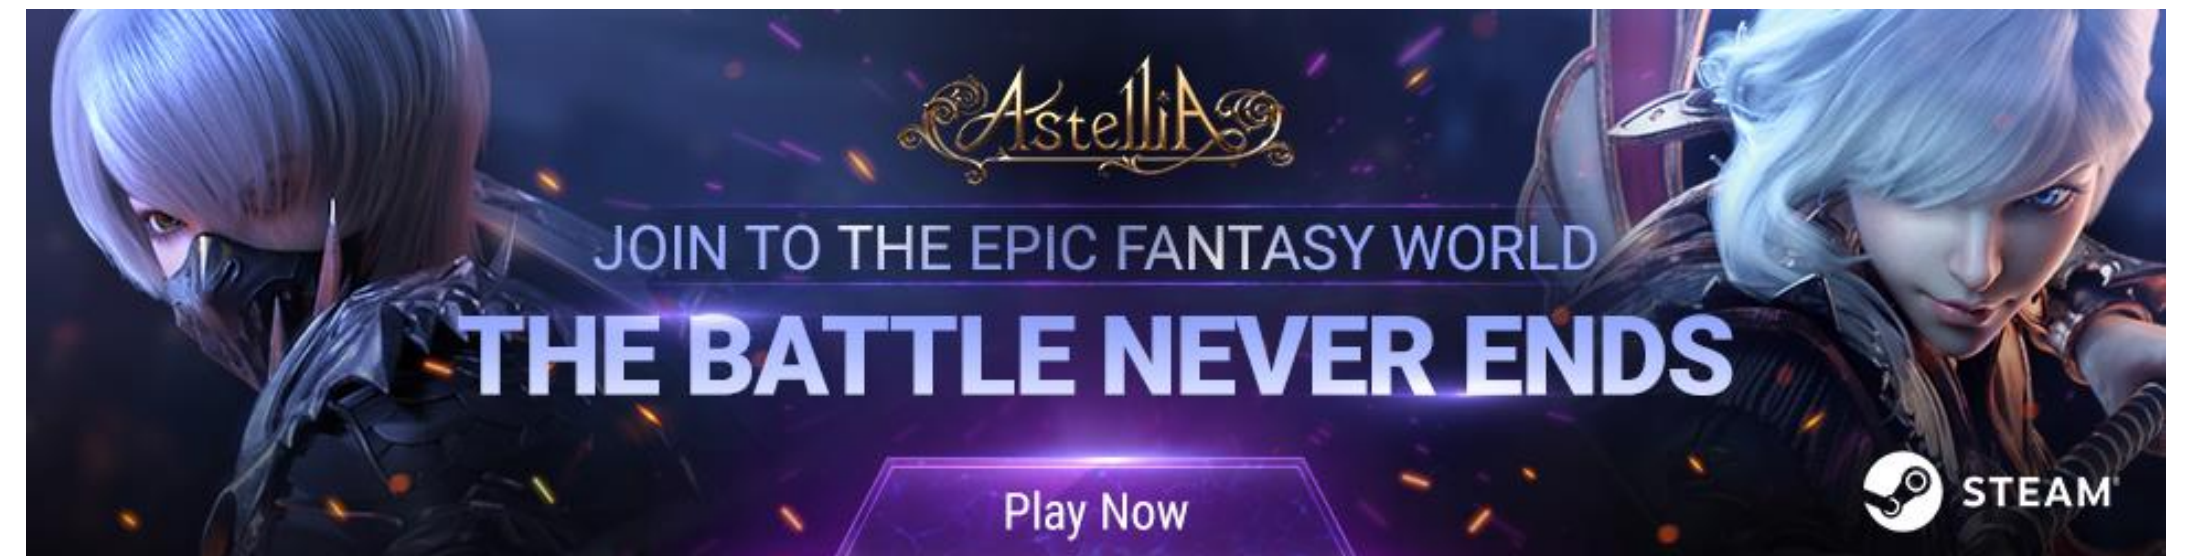 AstelliA
JOIN TO THE EPIC FANTASY WORLD
THE BATTLE NEVER ENDS
Play Now
STEAM